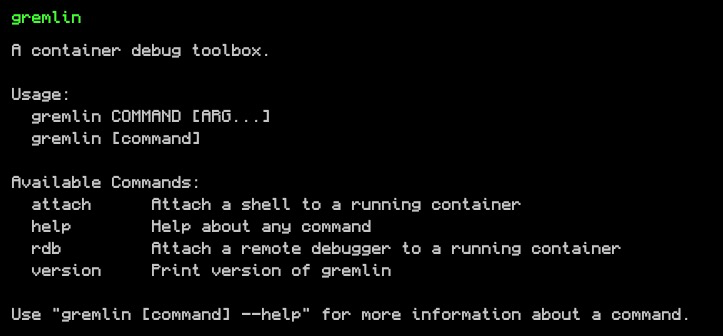 gremlin
A container debug toolbox.
Usage:
gremlin COMMAND [ARG...]
gremlin [command]
Available Commands:
attach Attach a shell to a running container
help Help about any command
rdb Attach a remote debugger to a running container
version Print version of gremlin
Use "gremlin [command] --help" for more information about a command.